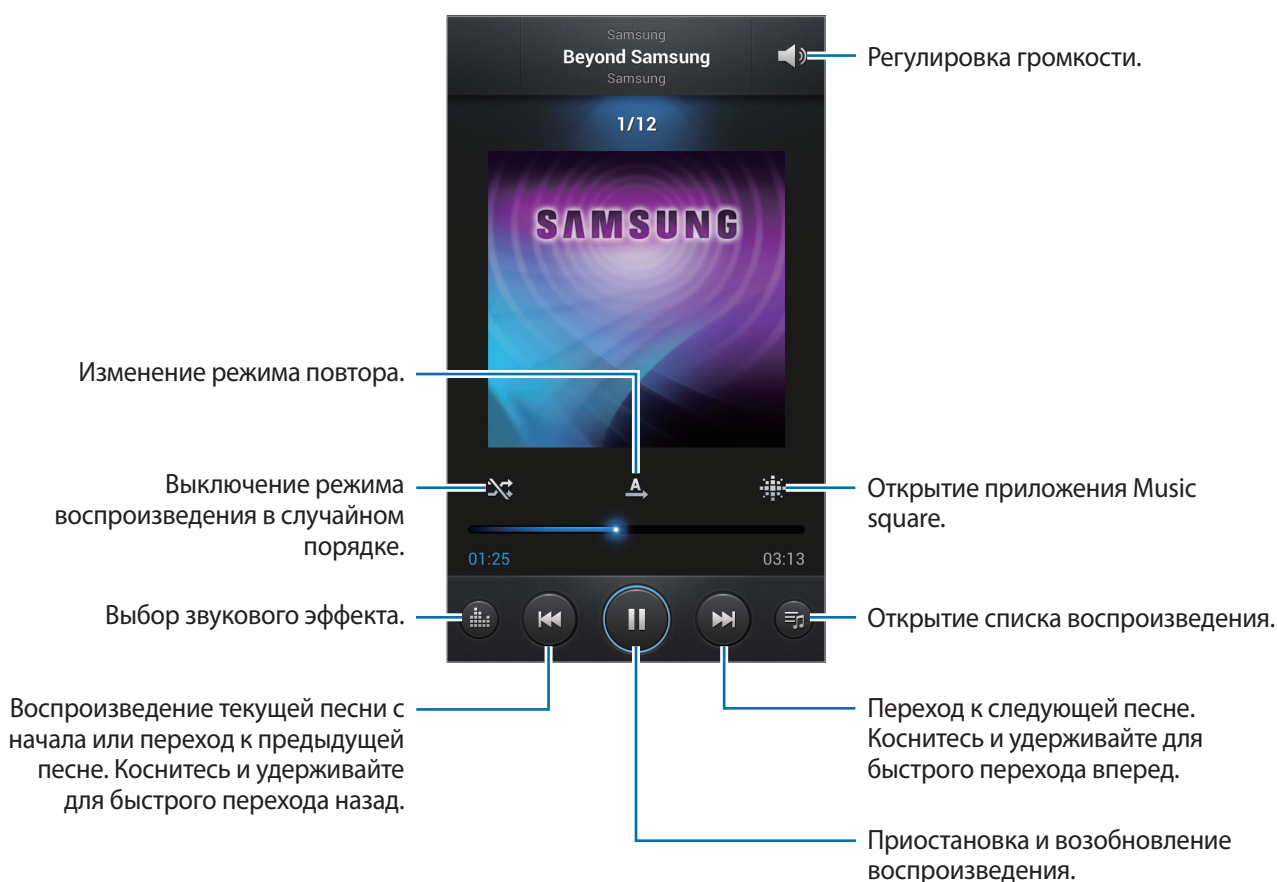 Samsung
Beyond Samsung
Samsung
Регулировка громкости.
1/12
SAMSUNG
Изменение режима повтора.
A
Выключение режима
воспроизведения в случайном
порядке.
Открытие приложения Music
square.
01:25
03:13
Выбор звукового эффекта.
Открытие списка воспроизведения.
Воспроизведение текущей песни с
начала или переход к предыдущей
песне. Коснитесь и удерживайте
для быстрого перехода назад.
Переход к следующей песне.
Коснитесь и удерживайте для
быстрого перехода вперед.
Приостановка и возобновление
воспроизведения.